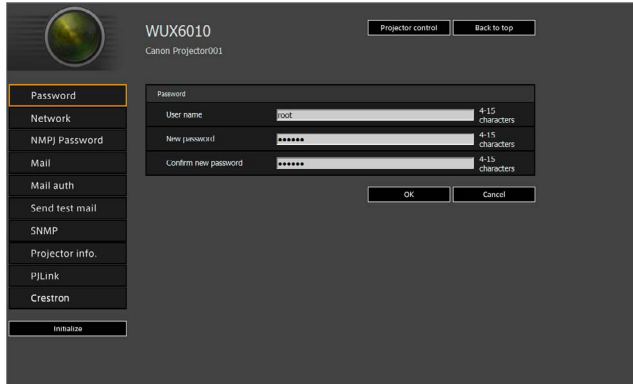 WUX6010
Projector control
Back to top
Canon Projector001
Password
Network
NMPJ Password
Mail
Mail auth
Send test mail
SNMP
Projector info.
PJLink
Crestron
Initialize
Password
User name
root
4-15
characters
New password
••••••
4-15
characters
Confirm new password
••••••
4-15
characters
OK
Cancel